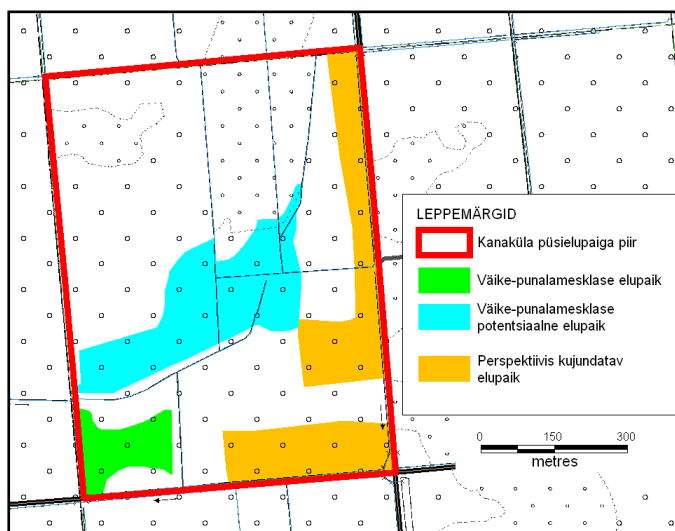 LEPPEMÄRGID
Kanaküla püsielupaiga piir
Väike-punalamesklase elupaik
Väike-punalamesklase
potentsiaalne elupaik
Perspektiivis kujundatav
elupaik
0 150 300
metres